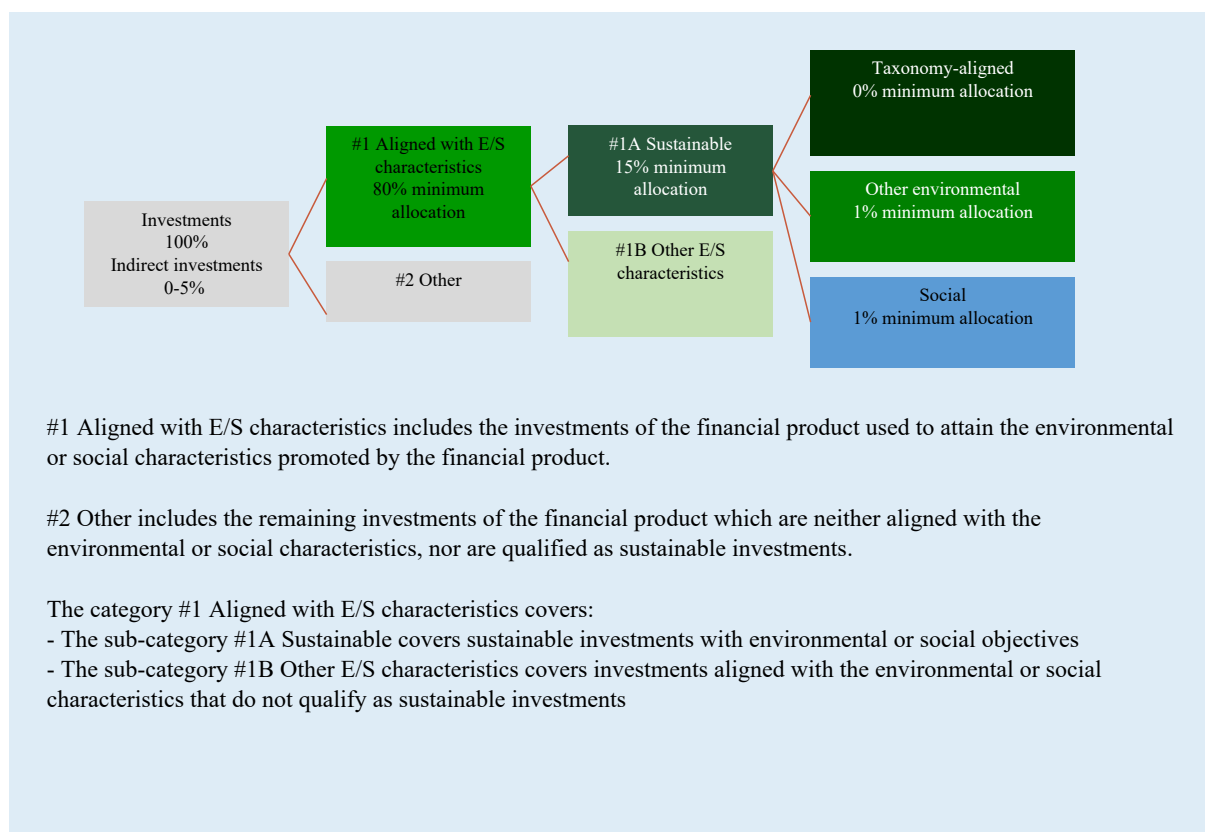 Investments
100%
Indirect investments
0-5%
#1 Aligned with E/S
characteristics
80% minimum
allocation
#2 Other
#1A Sustainable
15% minimum
allocation
#1B Other E/S
characteristics
Taxonomy-aligned
0% minimum allocation
Other environmental
1% minimum allocation
Social
1% minimum allocation
#1 Aligned with E/S characteristics includes the investments of the financial product used to attain the environmental
or social characteristics promoted by the financial product.
#2 Other includes the remaining investments of the financial product which are neither aligned with the
environmental or social characteristics, nor are qualified as sustainable investments.
The category #1 Aligned with E/S characteristics covers:
- The sub-category #1A Sustainable covers sustainable investments with environmental or social objectives
- The sub-category #1B Other E/S characteristics covers investments aligned with the environmental or social
characteristics that do not qualify as sustainable investments